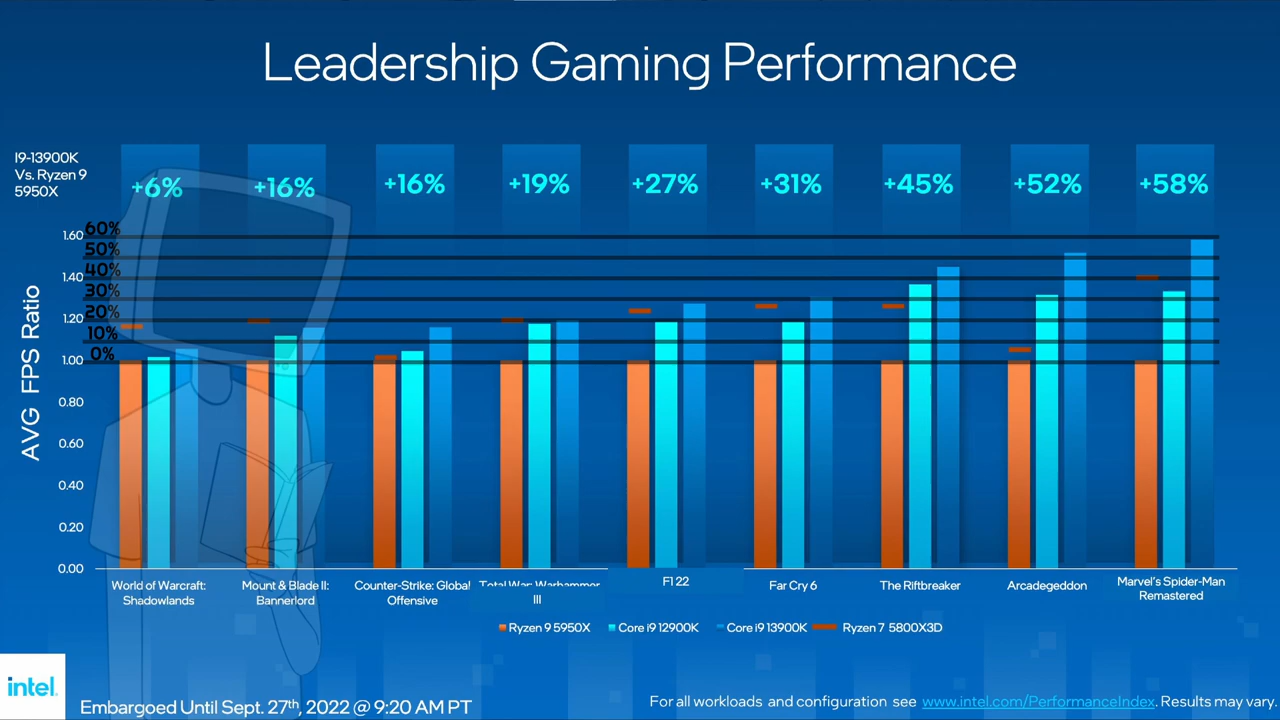 Leadership Gaming Performance
I9-13900K
Vs. Ryzen 9
5950X
+6%
+16%
+16%
+19%
+27%
+31%
+45%
+52%
+58%
AVG FPS Ratio
1.60
1.40
1.20
1.00
0.80
0.60
0.40
0.20
0.00
60%
50%
40%
30%
20%
10%
0%
World of Warcraft:
Shadowlands
Mount & Blade II:
Bannerlord
Counter-Strike: Global
Offensive
Total War: Warhammer
III
F1 22
Far Cry 6
The Riftbreaker
Arcadegeddon
Marvel's Spider-Man
Remastered
Ryzen 9 5950X
Core i9 12900K
Core i9 13900K
Ryzen 7 5800X3D
intel.
Embargoed Until Sept. 27th, 2022 @ 9:20 AM PT
For all workloads and configuration see www.intel.com/PerformanceIndex. Results may vary.